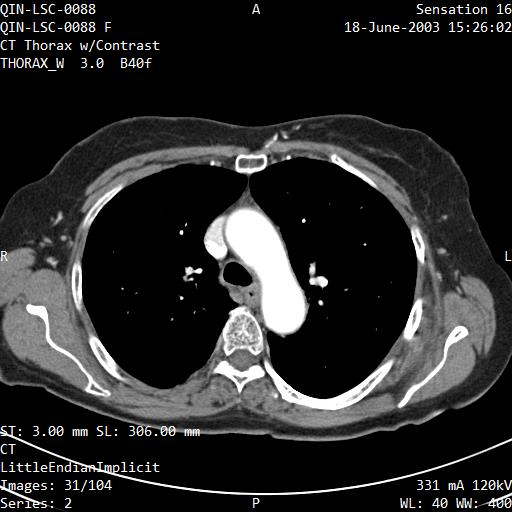 QIN-LSC-0088
A
Sensation 16
QIN-LSC-0088 F
18-June-2003 15:26:02
CT Thorax w/Contrast
THORAX_W  3.0  B40f
R
L
ST: 3.00 mm SL: 306.00 mm
CT
LittleEndianImplicit
Images: 31/104
331 mA 120kV
Series: 2
P
WL: 40 WW: 400